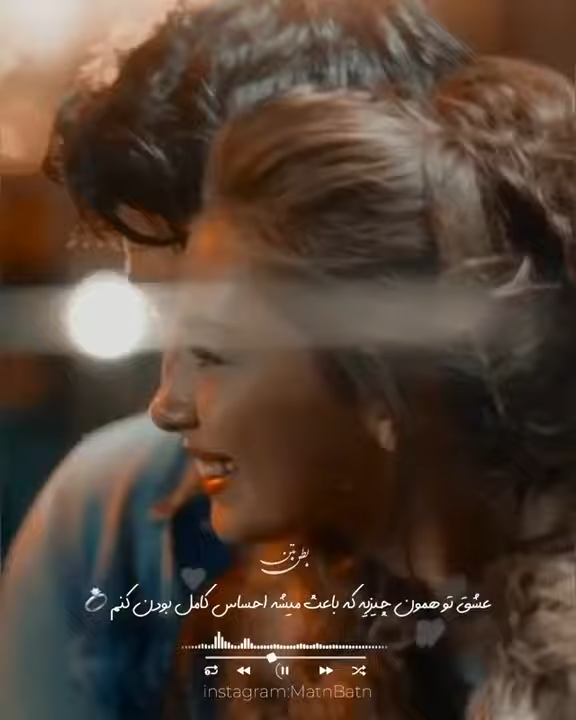 بطن متن
عشق تو همون چیزیه که باعث میشه احساس کامل بودن کنم 💍
instagram:MatnBatn